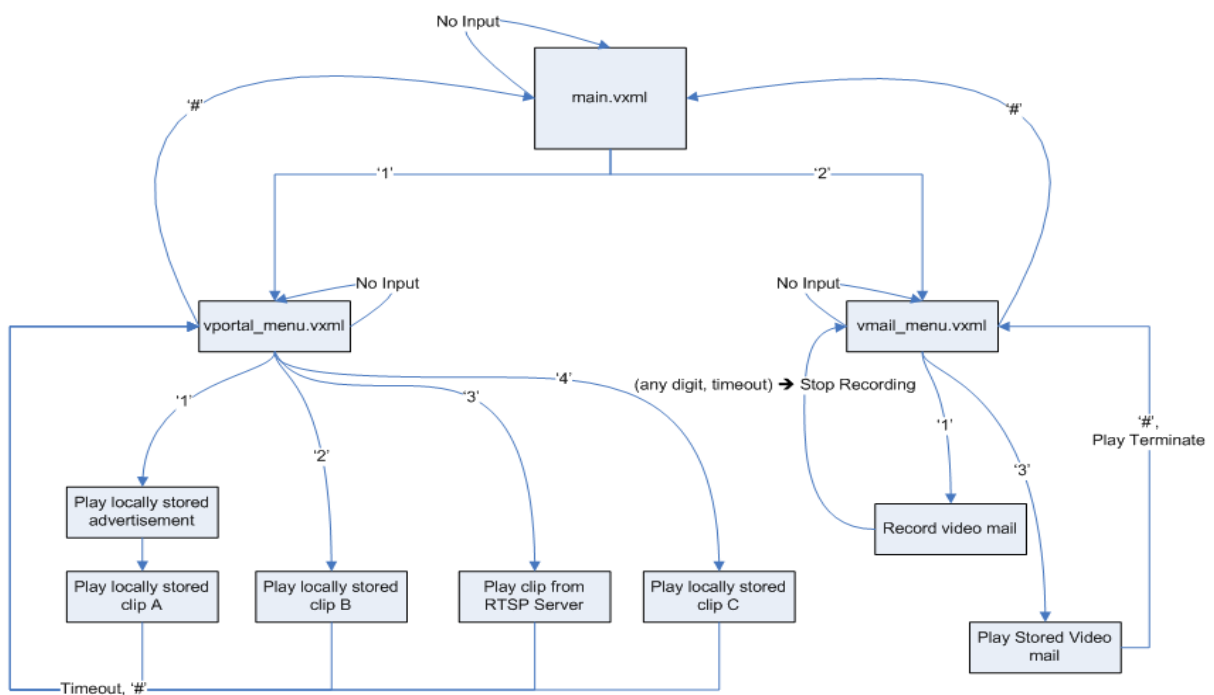 No Input
main.vxml
‘#’
‘#’
‘1’
‘2’
No Input
No Input
vportal_menu.vxml
vmail_menu.vxml
‘4’
(any digit, timeout) ➔ Stop Recording
‘1’
‘3’
‘1’
‘#’,
Play Terminate
‘2’
‘3’
Play locally stored
advertisement
Record video mail
Play locally stored
clip A
Play locally stored
clip B
Play clip from
RTSP Server
Play locally stored
clip C
Play Stored Video
mail
Timeout, ‘#’